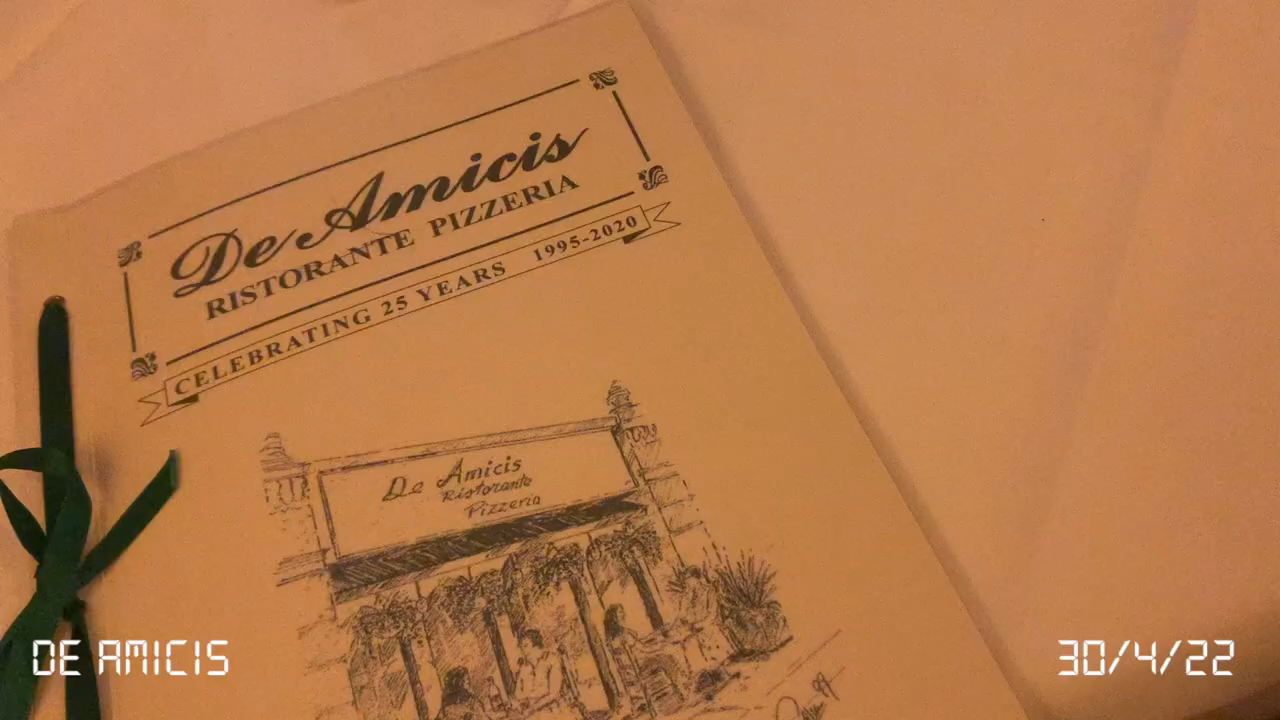 De Amicis
RISTORANTE PIZZERIA
CELEBRATING 25 YEARS 1995-2020
De Amicis
Ristorante
Pizzeria
DE AMICIS
30/4/22